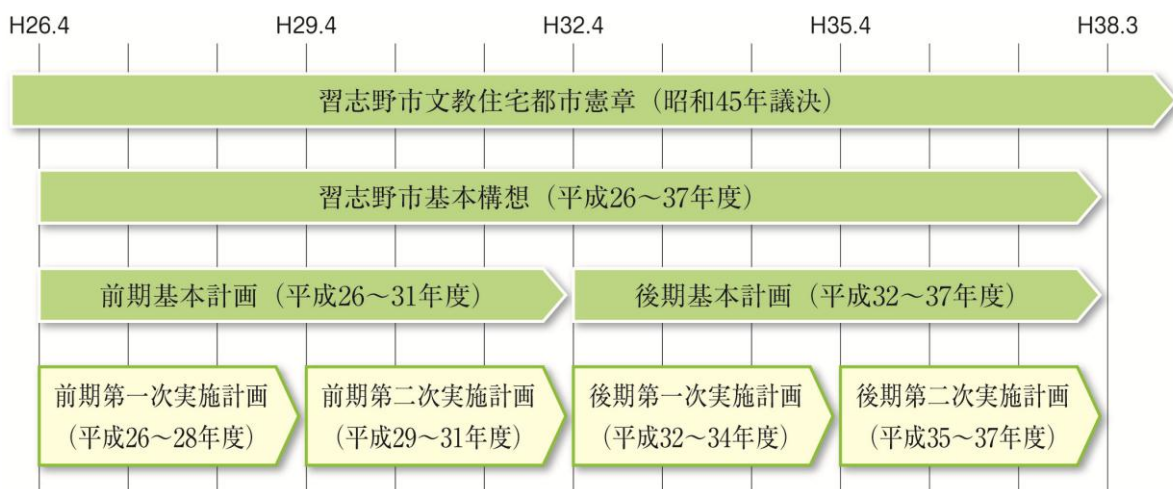 H26.4 H29.4 H32.4 H35.4 H38.3
習志野市文教住宅都市憲章（昭和45年議決）
習志野市基本構想（平成26～37年度）
前期基本計画（平成26～31年度） 後期基本計画（平成32～37年度）
前期第一次実施計画
（平成26～28年度）
前期第二次実施計画
（平成29～31年度）
後期第一次実施計画
（平成32～34年度）
後期第二次実施計画
（平成35～37年度）